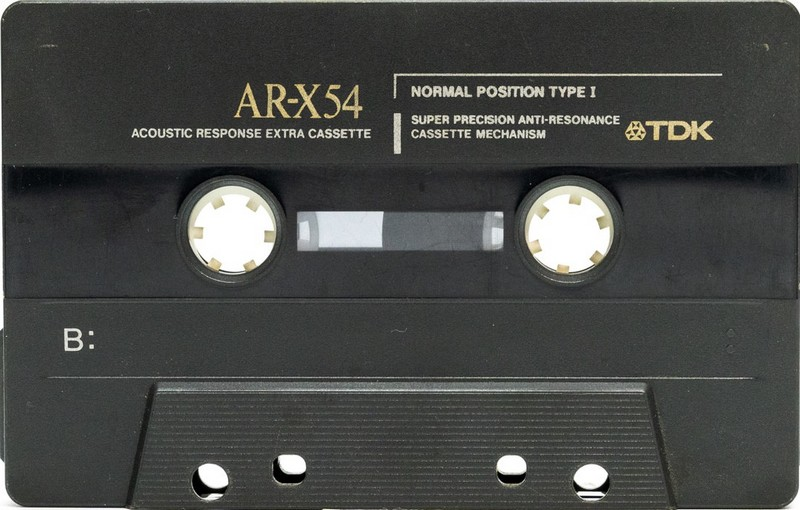 AR-X54
ACOUSTIC RESPONSE EXTRA CASSETTE
NORMAL POSITION TYPE I
SUPER PRECISION ANTI-RESONANCE
CASSETTE MECHANISM
TDK
B: